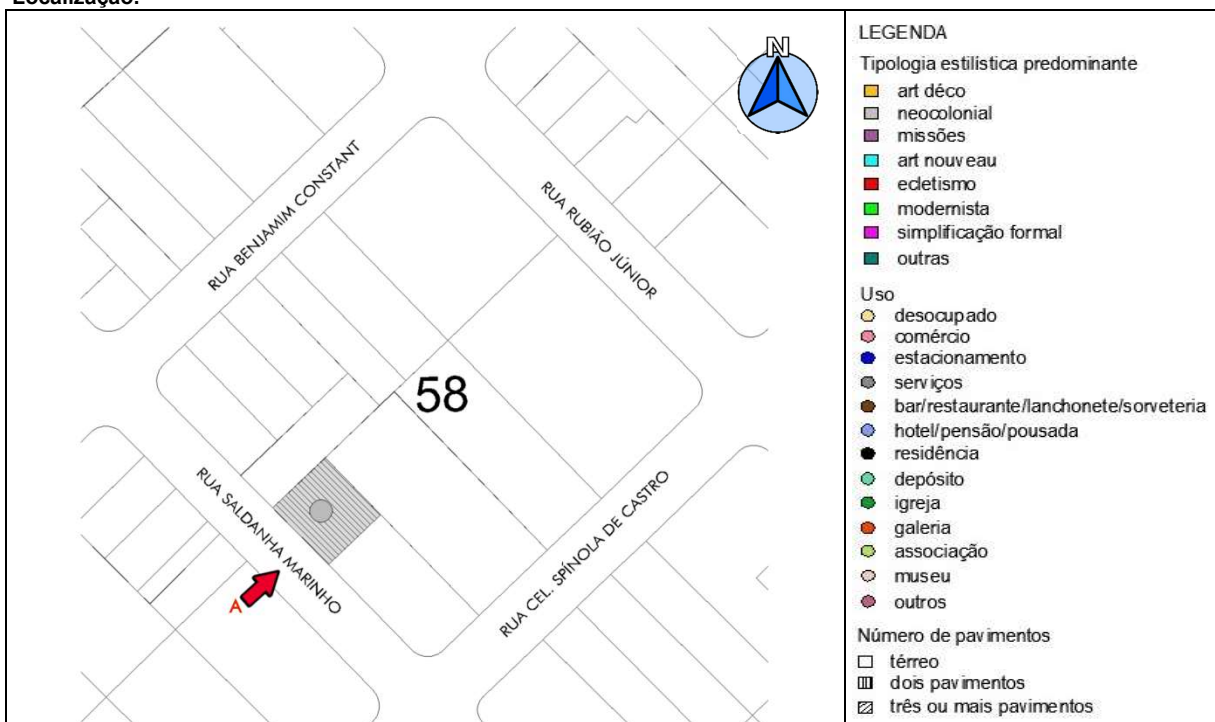 Localização:
N
RUA BENJAMIM CONSTANT
RUA RUBIÃO JÚNIOR
58
RUA SALDANHA MARINHO
RUA CEL. SPÍNOLA DE CASTRO
A
LEGENDA
Tipologia estilística predominante
art déco
neocolonial
missões
art nouveau
ecletismo
modernista
simplificação formal
outras
Uso
desocupado
comércio
estacionamento
serviços
bar/restaurante/lanchonete/sorveteria
hotel/pensão/pousada
residência
depósito
igreja
galeria
associação
museu
outros
Número de pavimentos
térreo
dois pavimentos
três ou mais pavimentos